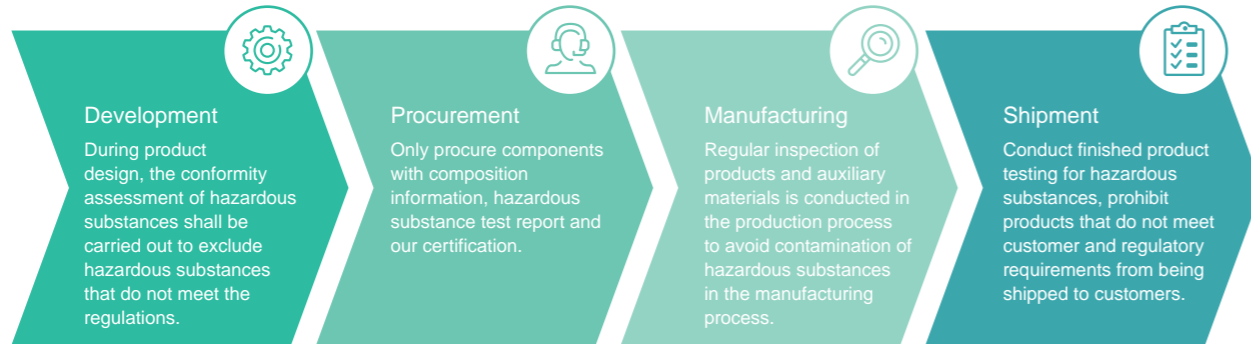 Development
During product
design, the conformity
assessment of hazardous
substances shall be
carried out to exclude
hazardous substances
that do not meet the
regulations.
Procurement
Only procure components
with composition
information, hazardous
substance test report and
our certification.
Manufacturing
Regular inspection of
products and auxiliary
materials is conducted in
the production process
to avoid contamination of
hazardous substances
in the manufacturing
process.
Shipment
Conduct finished product
testing for hazardous
substances, prohibit
products that do not meet
customer and regulatory
requirements from being
shipped to customers.